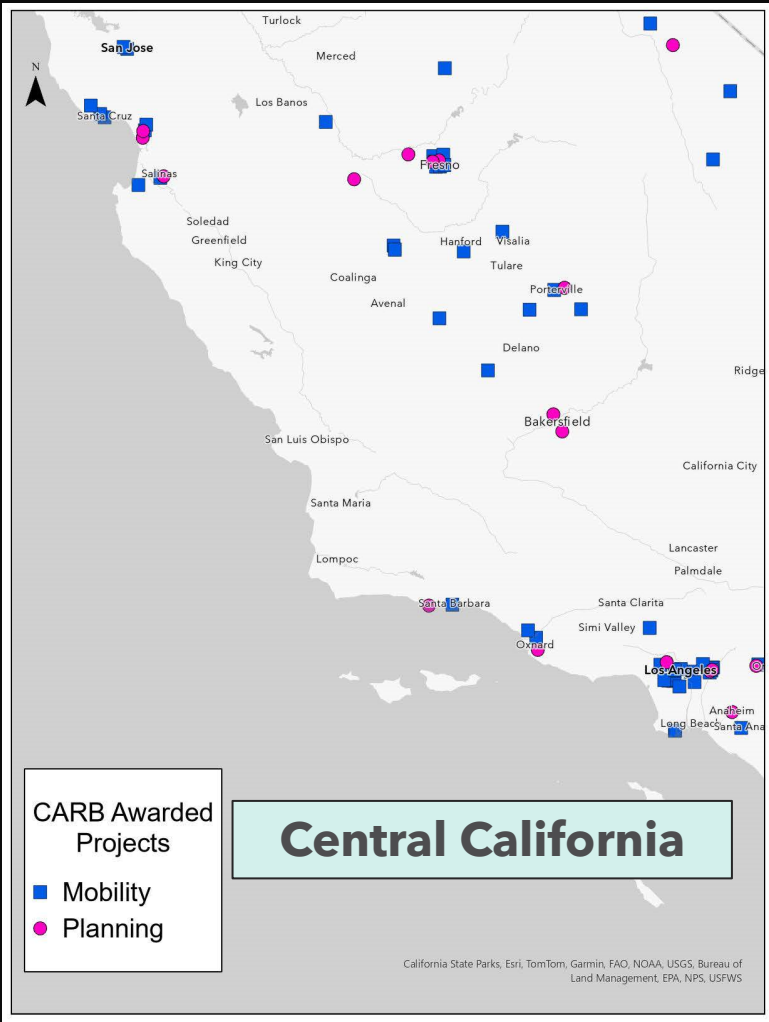 Turlock
San Jose
Merced
N
Los Banos
Santa Cruz
Fresno
Salinas
Soledad
Greenfield
Hanford
Visalia
King City
Tulare
Coalinga
Porterville
Avenal
Delano
Ridge
Bakersfield
San Luis Obispo
California City
Santa Maria
Lancaster
Lompoc
Palmdale
Santa Barbara
Santa Clarita
Simi Valley
Oxnard
Los Angeles
Anaheim
Long Beach
Santa Ana
CARB Awarded
Projects
Mobility
Planning
Central California
California State Parks, Esri, TomTom, Garmin, FAO, NOAA, USGS, Bureau of
Land Management, EPA, NPS, USFWS